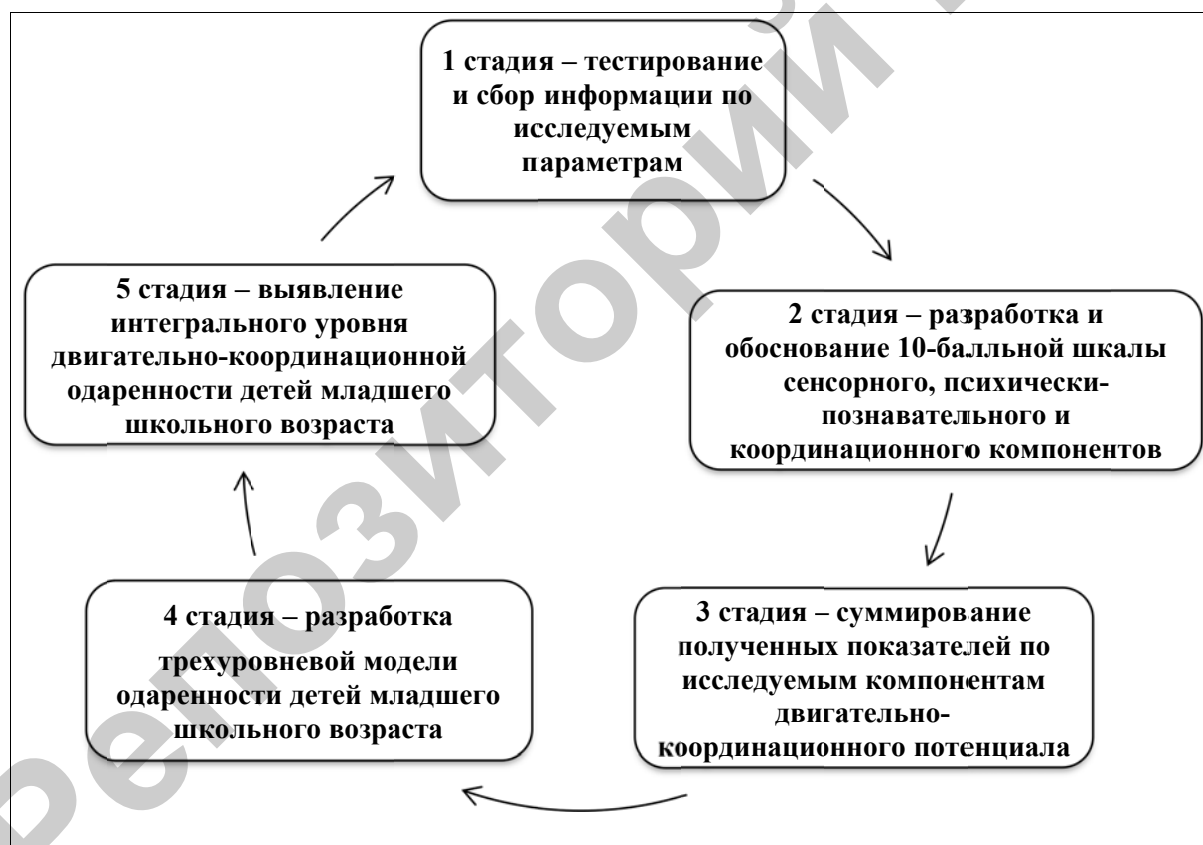 1 стадия – тестирование
и сбор информации по
исследуемым
параметрам
2 стадия – разработка и
обоснование 10-балльной шкалы
сенсорного, психически-
познавательного и
координационного компонентов
3 стадия – суммирование
полученных показателей по
исследуемым компонентам
двигательно-
координационного потенциала
4 стадия – разработка
трехуровневой модели
одаренности детей младшего
школьного возраста
5 стадия – выявление
интегрального уровня
двигательно-координационной
одаренности детей младшего
школьного возраста
Репозиторий